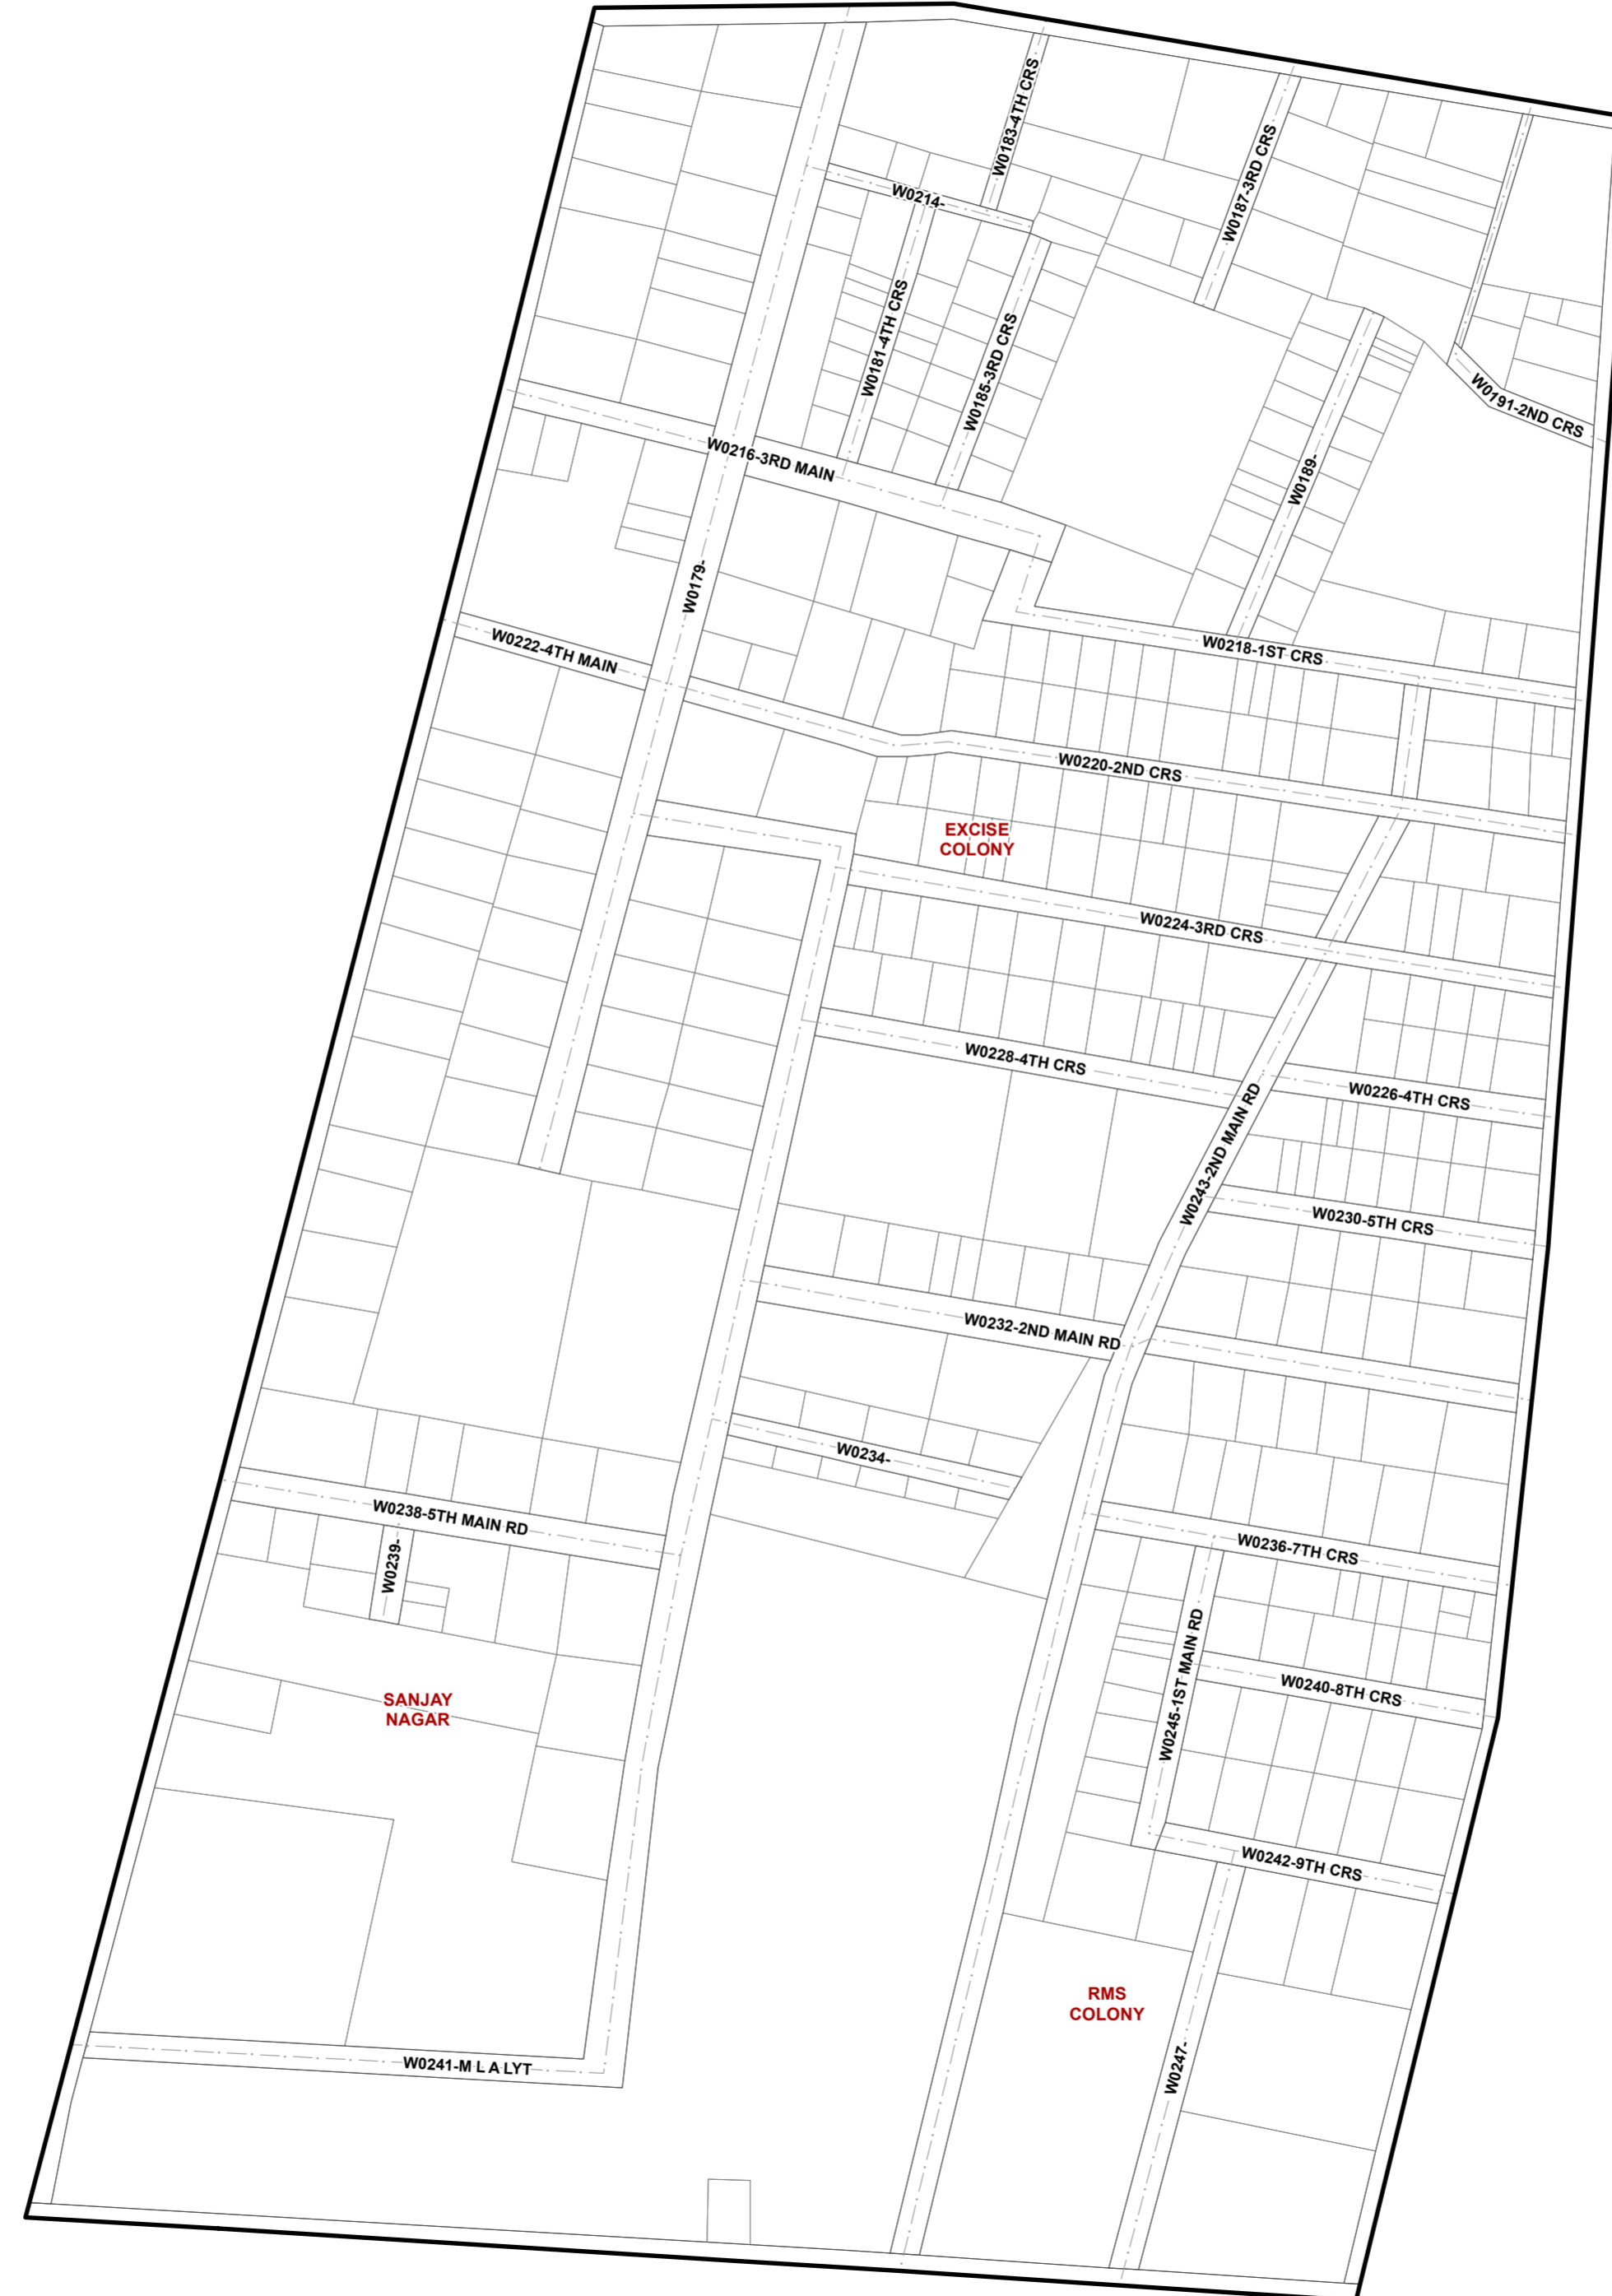 W0183-4TH CRS
W0187-3RD CRS
W0214-
W0181-4TH CRS
W0185-3RD CRS
W0191-2ND CRS
W0216-3RD MAIN
W0189-
W0179-
W0222-4TH MAIN
W0218-1ST CRS
W0220-2ND CRS
EXCISE
COLONY
W0224-3RD CRS
W0228-4TH CRS
W0226-4TH CRS
W0243-2ND MAIN RD
W0230-5TH CRS
W0232-2ND MAIN RD
W0234-
W0238-5TH MAIN RD
W0239-
W0236-7TH CRS
W0245-1ST MAIN RD
W0240-8TH CRS
SANJAY
NAGAR
W0242-9TH CRS
RMS
COLONY
W0247-
W0241-M L A LYT